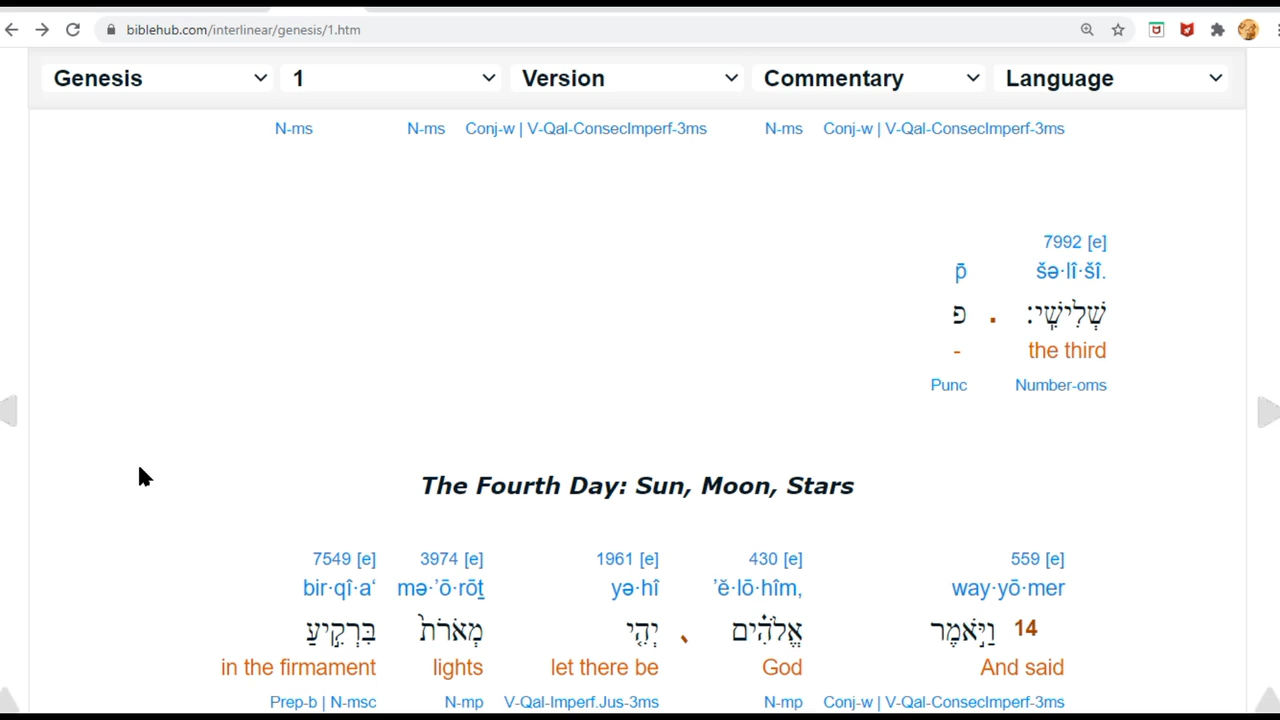 biblehub.com/interlinear/genesis/1.htm
Genesis 1 Version Commentary Language
N-ms N-ms Conj-w | V-Qal-ConsecImperf-3ms N-ms Conj-w | V-Qal-ConsecImperf-3ms
7992 [e]
p̄ šə·lî·šî.
שְׁלִישִֽׁי׃ . פ
- the third
Punc Number-oms
The Fourth Day: Sun, Moon, Stars
7549 [e] 3974 [e] 1961 [e] 430 [e] 559 [e]
bir·qî·a‘ mə·’ō·rōṯ yə·hî ’ĕ·lō·hîm, way·yō·mer
14 וַיֹּ֣אמֶר אֱלֹהִ֗ים ､ יְהִ֤י מְאֹרֹת֙ בִּרְקִ֣יעַ
in the firmament lights let there be God And said
Prep-b | N-msc N-mp V-Qal-Imperf.Jus-3ms N-mp Conj-w | V-Qal-ConsecImperf-3ms